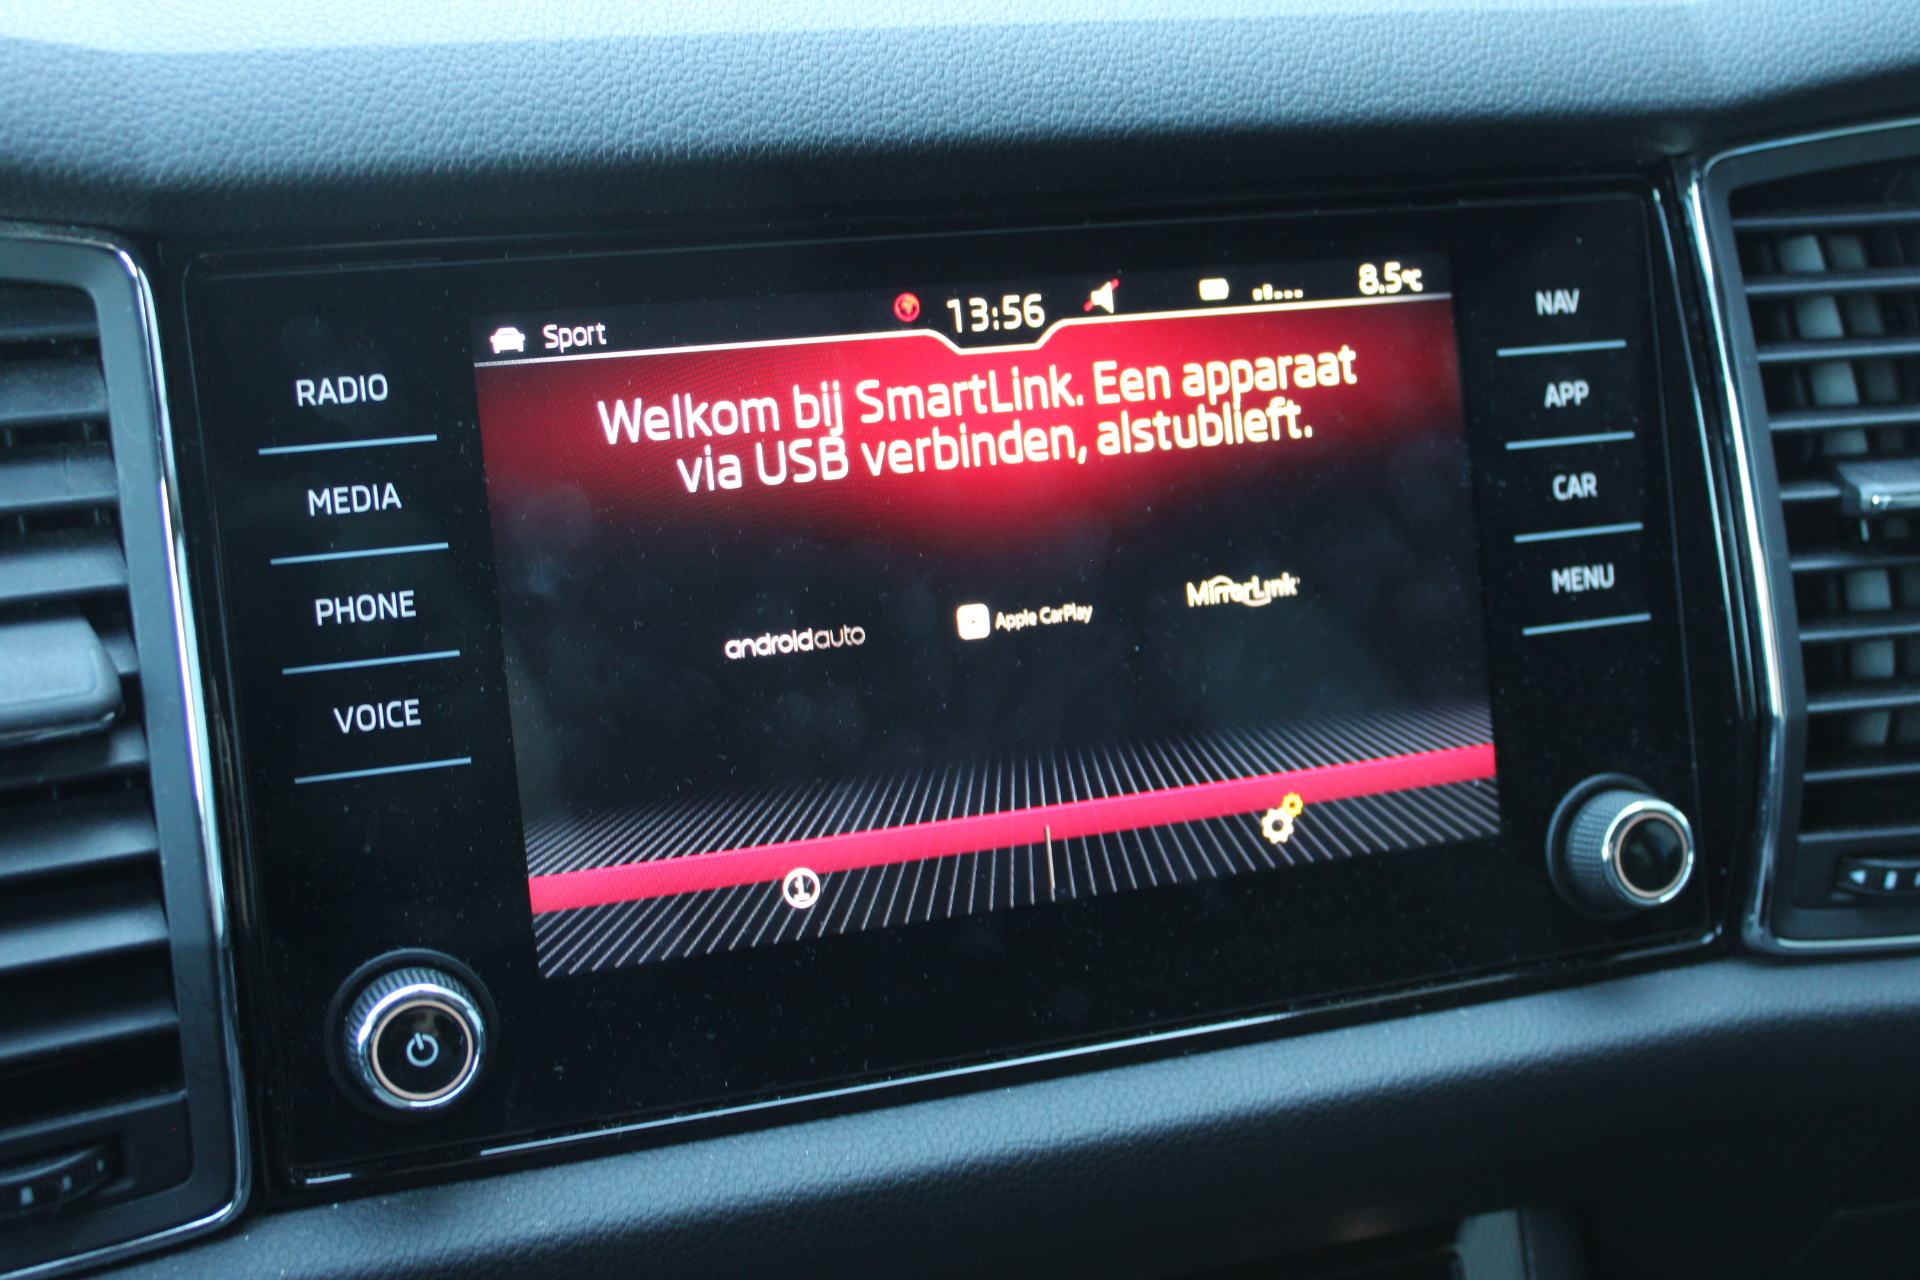 Sport 13:56 8.5°C
Welkom bij SmartLink. Een apparaat
via USB verbinden, alstublieft.
androidauto
Apple CarPlay
MirrorLink
1
RADIO
MEDIA
PHONE
VOICE
NAV
APP
CAR
MENU